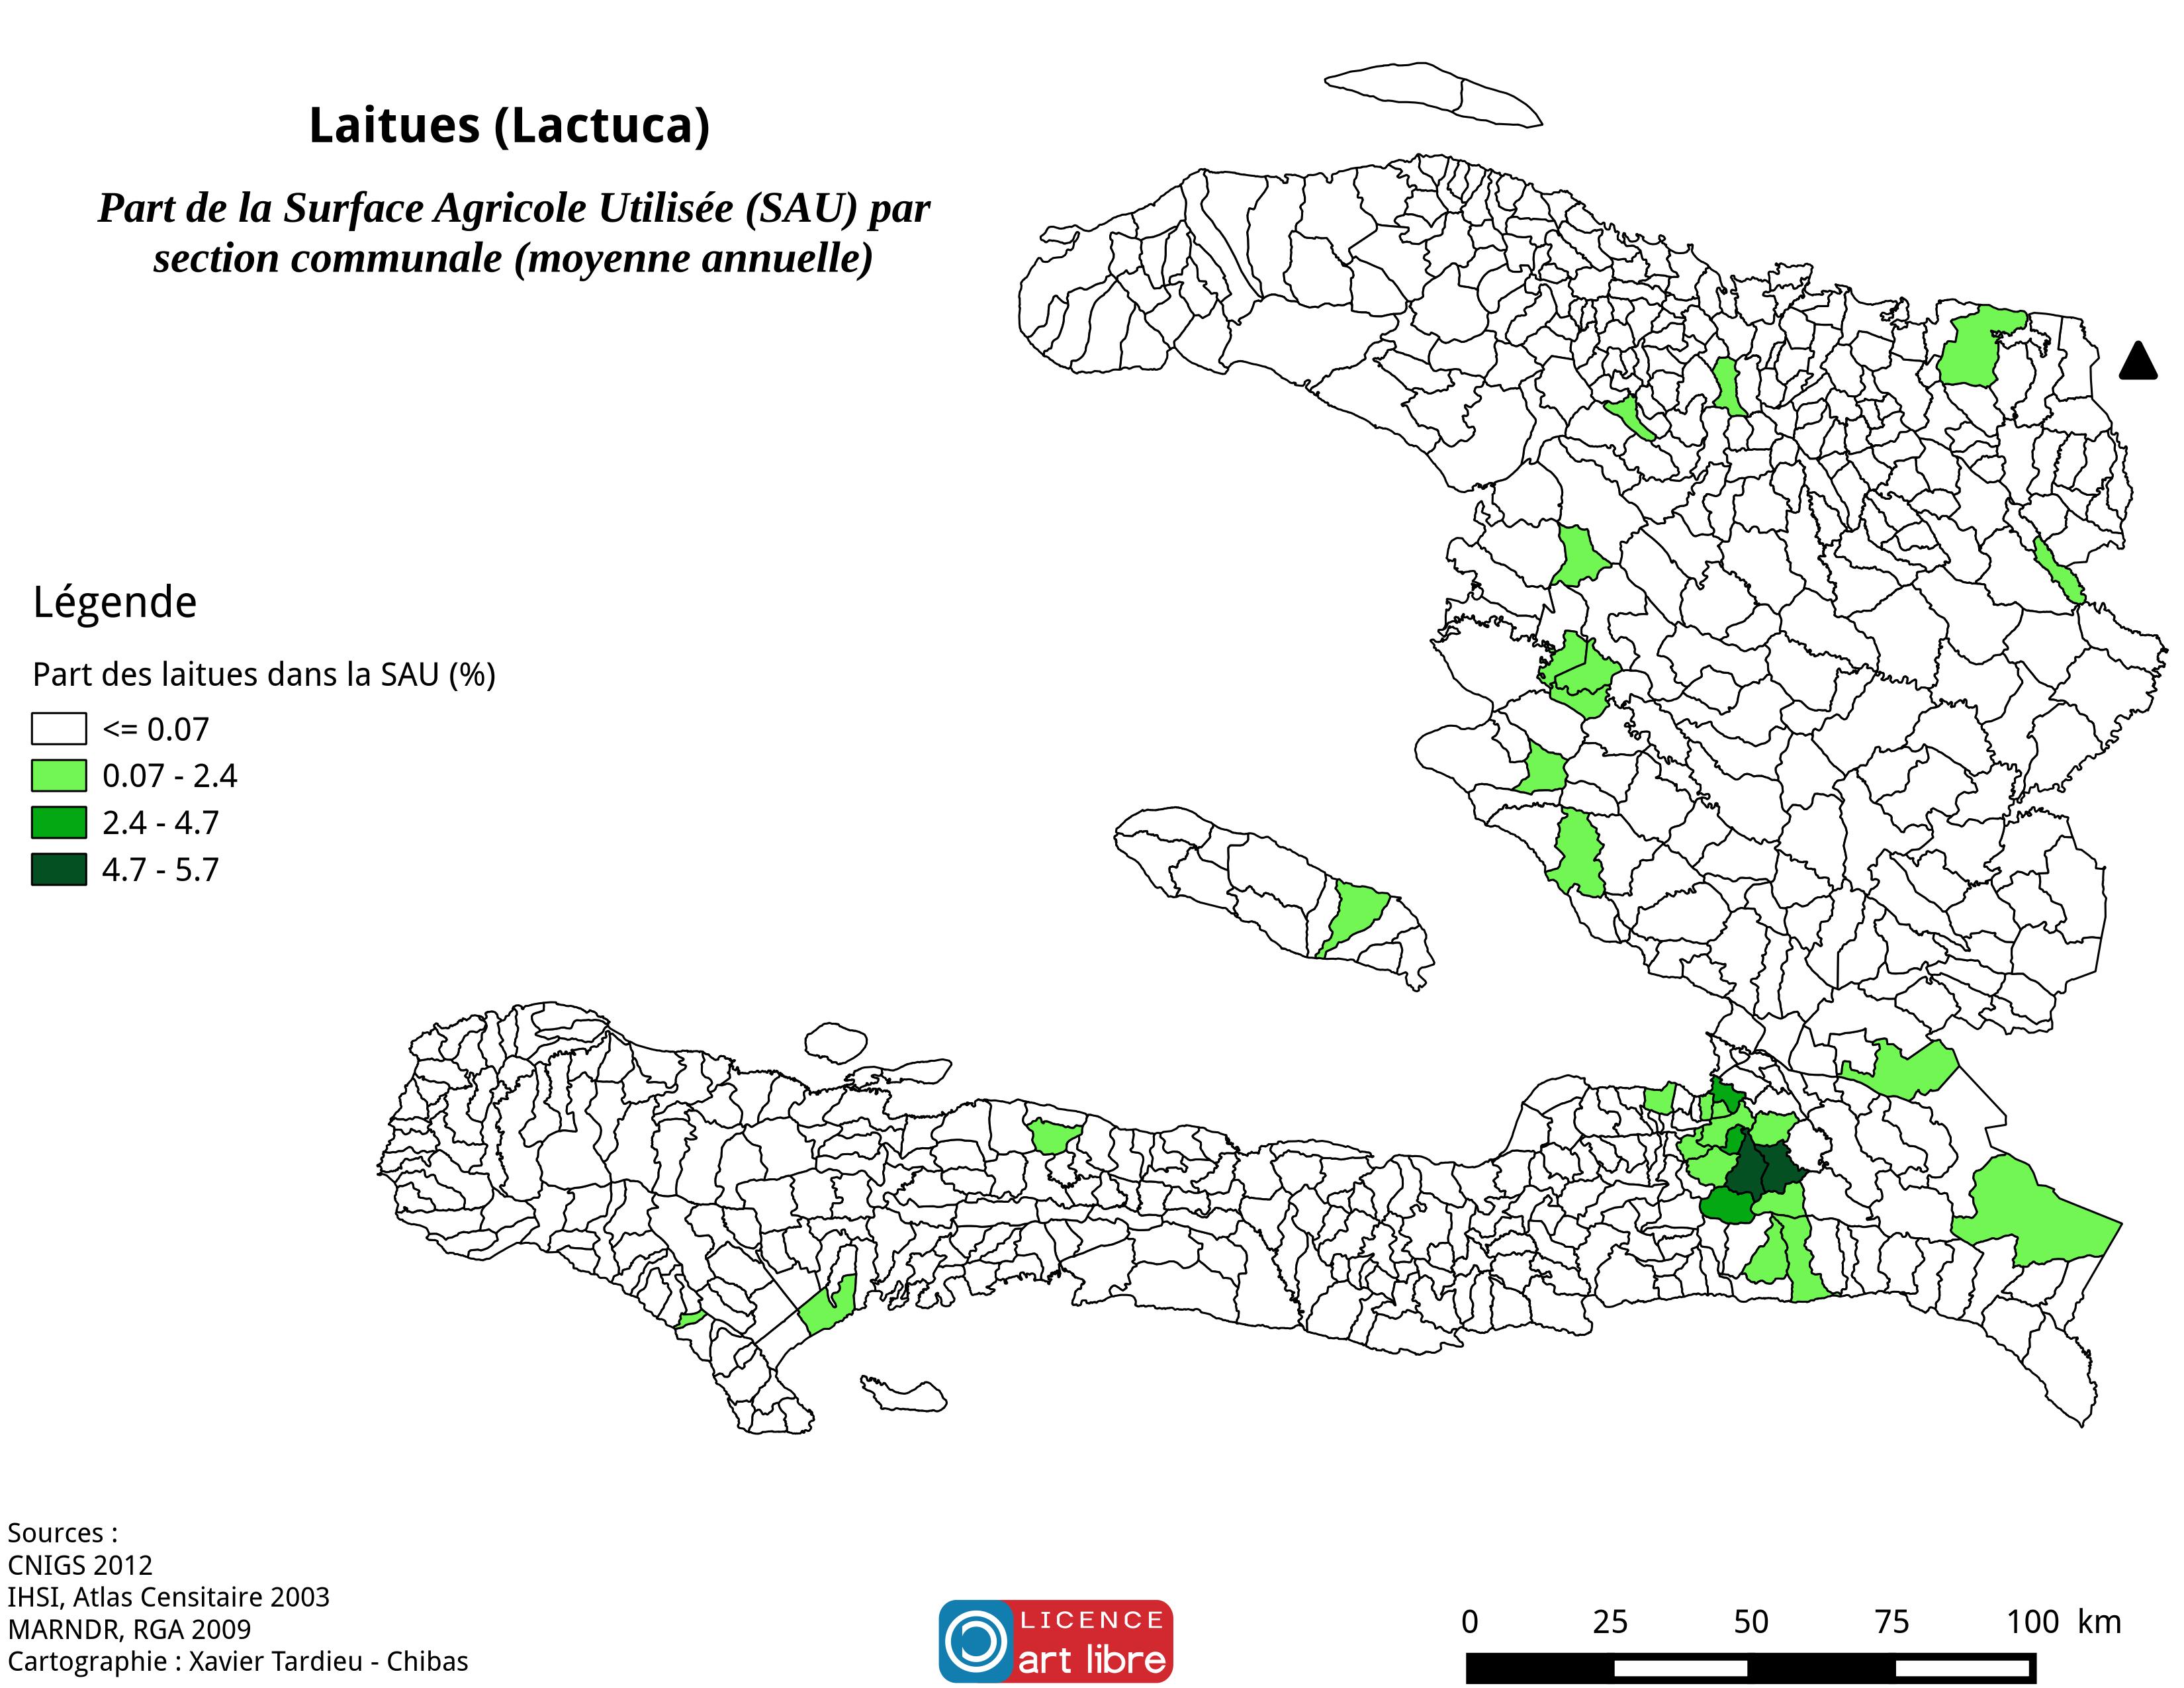 Laitues (Lactuca)
Part de la Surface Agricole Utilisée (SAU) par
section communale (moyenne annuelle)
Légende
Part des laitues dans la SAU (%)
<= 0.07
0.07 - 2.4
2.4 - 4.7
4.7 - 5.7
Sources :
CNIGS 2012
IHSI, Atlas Censitaire 2003
MARNDR, RGA 2009
Cartographie : Xavier Tardieu - Chibas
LICENCE
art libre
0 25 50 75 100 km